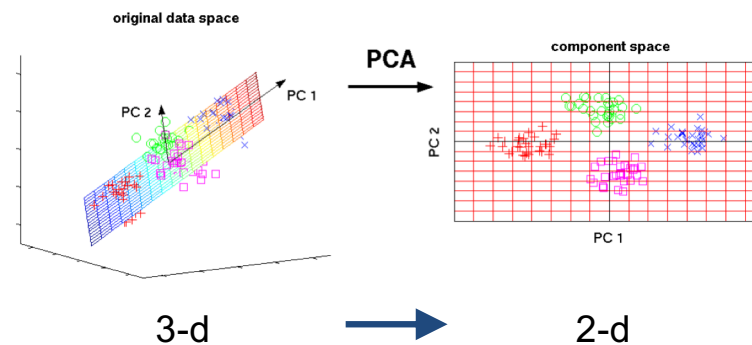 original data space
PCA
component space
PC 1
PC 2
PC 2
PC 1
3-d
2-d